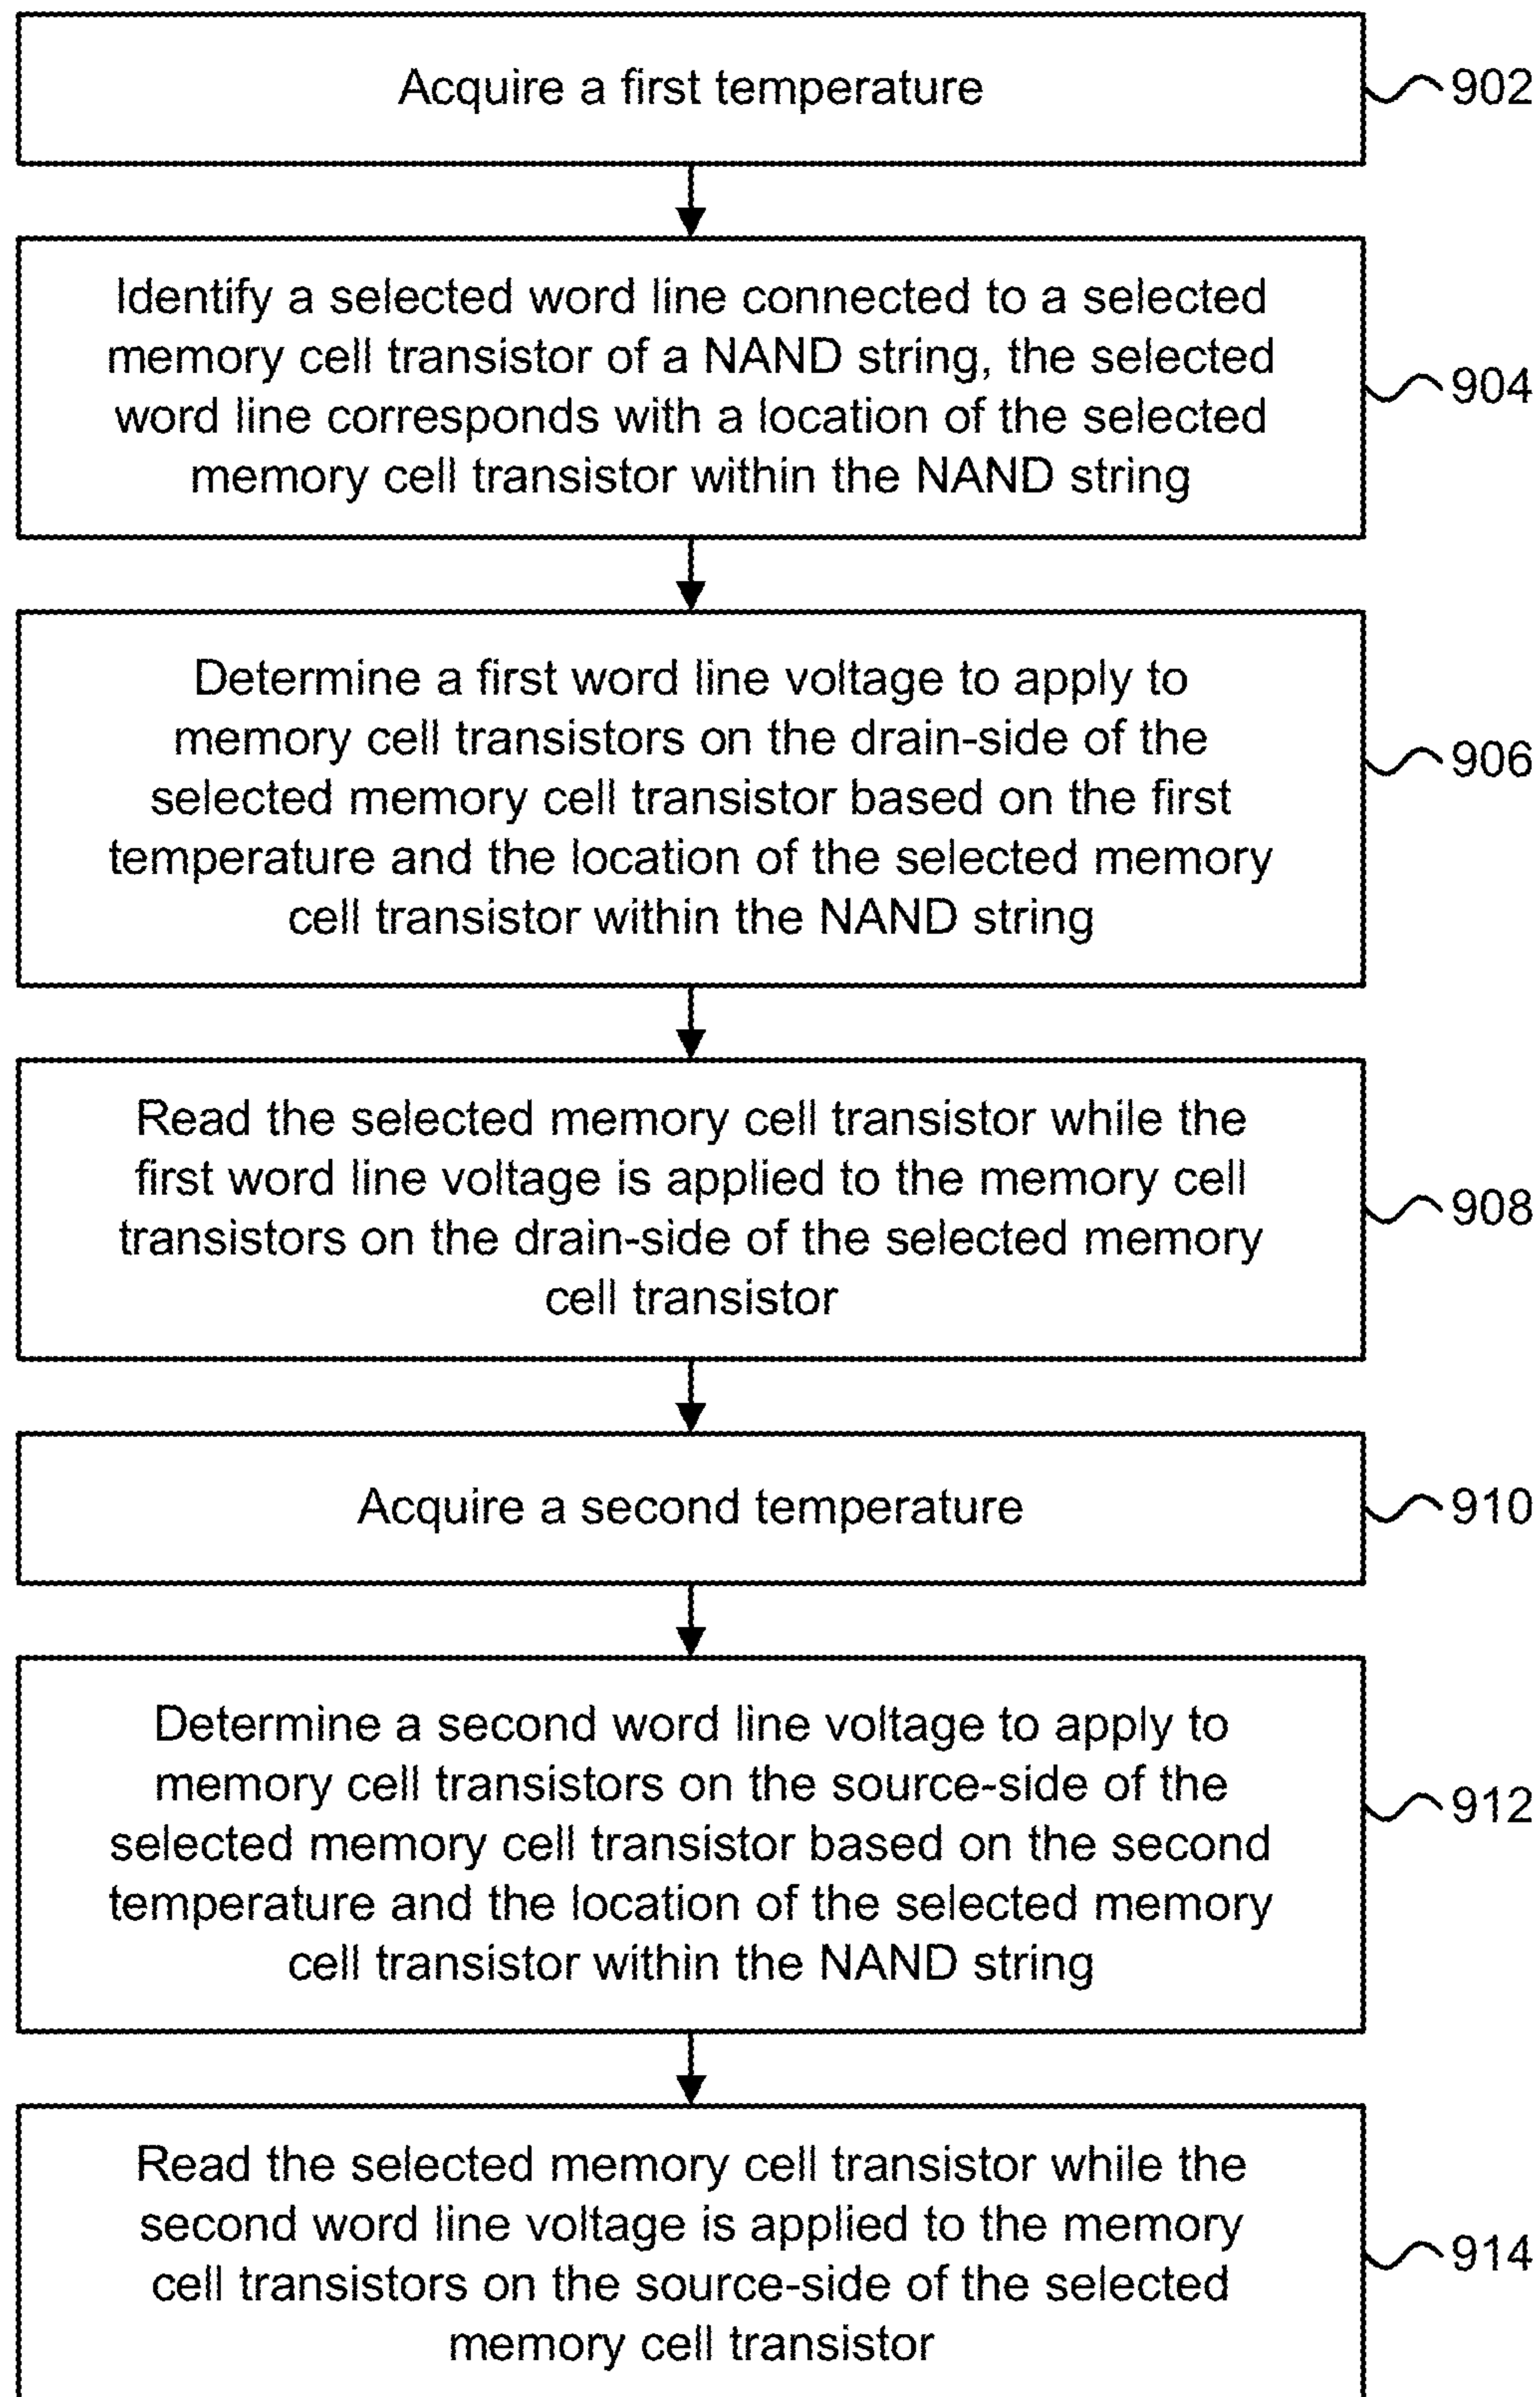 Acquire a first temperature
902
Identify a selected word line connected to a selected
memory cell transistor of a NAND string, the selected
word line corresponds with a location of the selected
memory cell transistor within the NAND string
904
Determine a first word line voltage to apply to
memory cell transistors on the drain-side of the
selected memory cell transistor based on the first
temperature and the location of the selected memory
cell transistor within the NAND string
906
Read the selected memory cell transistor while the
first word line voltage is applied to the memory cell
transistors on the drain-side of the selected memory
cell transistor
908
Acquire a second temperature
910
Determine a second word line voltage to apply to
memory cell transistors on the source-side of the
selected memory cell transistor based on the second
temperature and the location of the selected memory
cell transistor within the NAND string
912
Read the selected memory cell transistor while the
second word line voltage is applied to the memory
cell transistors on the source-side of the selected
memory cell transistor
914